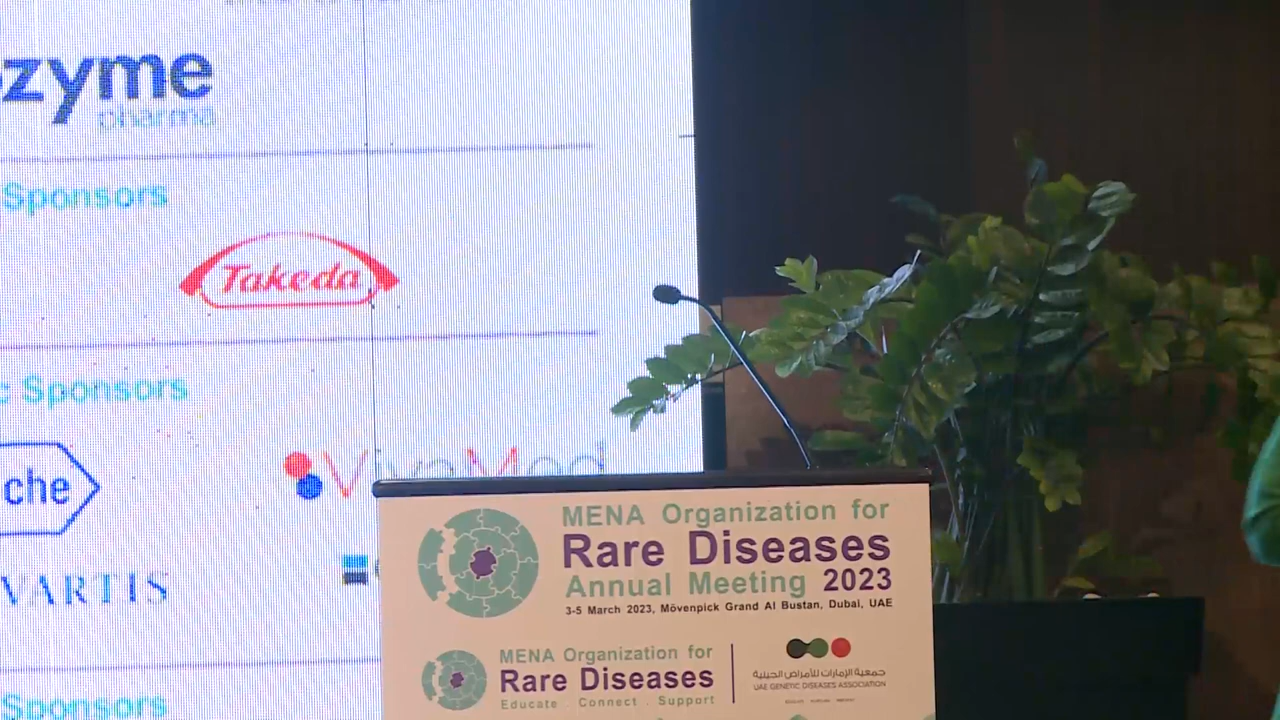 zyme
pharma
Sponsors
Takeda
c Sponsors
che
VARTIS
Sponsors
MENA Organization for
Rare Diseases
Annual Meeting 2023
3-5 March 2023, Mövenpick Grand Al Bustan, Dubai, UAE
MENA Organization for
Rare Diseases
Educate . Connect . Support
جمعية الإمارات للأمراض الجينية
UAE GENETIC DISEASES ASSOCIATION